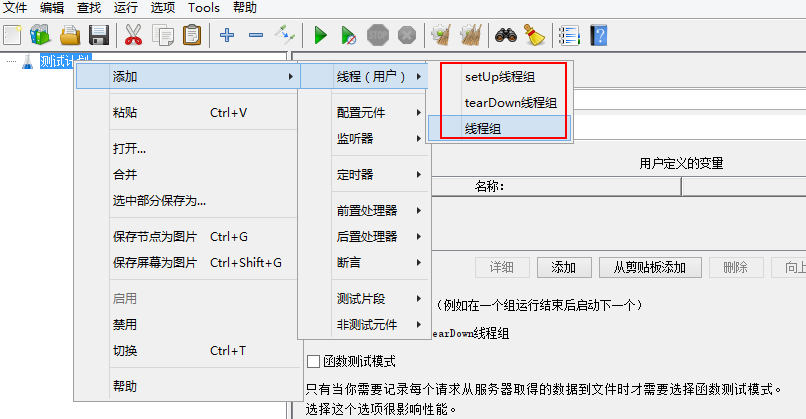 文件 编辑 查找 运行 选项 Tools 帮助
测试计划
添加
粘贴 Ctrl+V
打开...
合并
选中部分保存为...
保存节点为图片 Ctrl+G
保存屏幕为图片 Ctrl+Shift+G
启用
禁用
切换 Ctrl+T
帮助
线程（用户）
配置元件
监听器
定时器
前置处理器
后置处理器
断言
测试片段
非测试元件
setUp线程组
tearDown线程组
线程组
用户定义的变量
名称:
详细 添加 从剪贴板添加 删除 向上
（例如在一个组运行结束后启动下一个）
earDown线程组
函数测试模式
只有当你需要记录每个请求从服务器取得的数据到文件时才需要选择函数测试模式。
选择这个选项很影响性能。